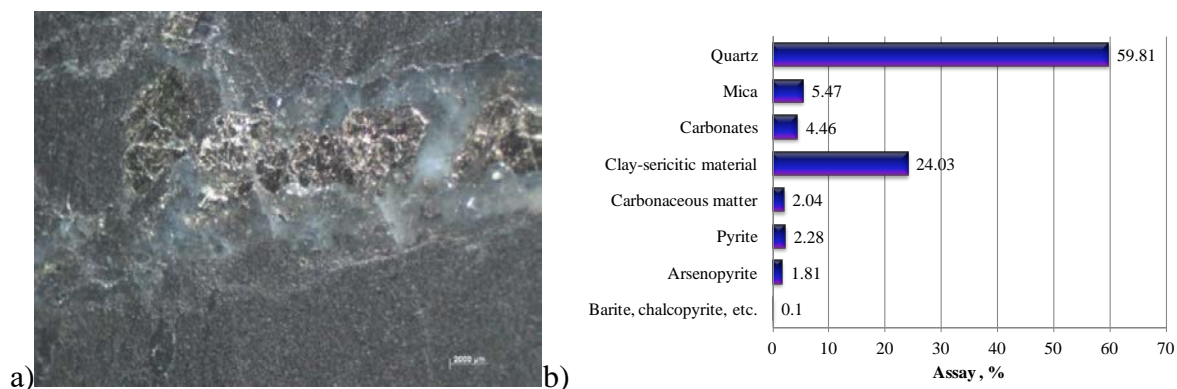 2000 µm
a)
b)
Quartz 59.81
Mica 5.47
Carbonates 4.46
Clay-sericitic material 24.03
Carbonaceous matter 2.04
Pyrite 2.28
Arsenopyrite 1.81
Barite, chalcopyrite, etc. 0.1
0 10 20 30 40 50 60 70
Assay , %